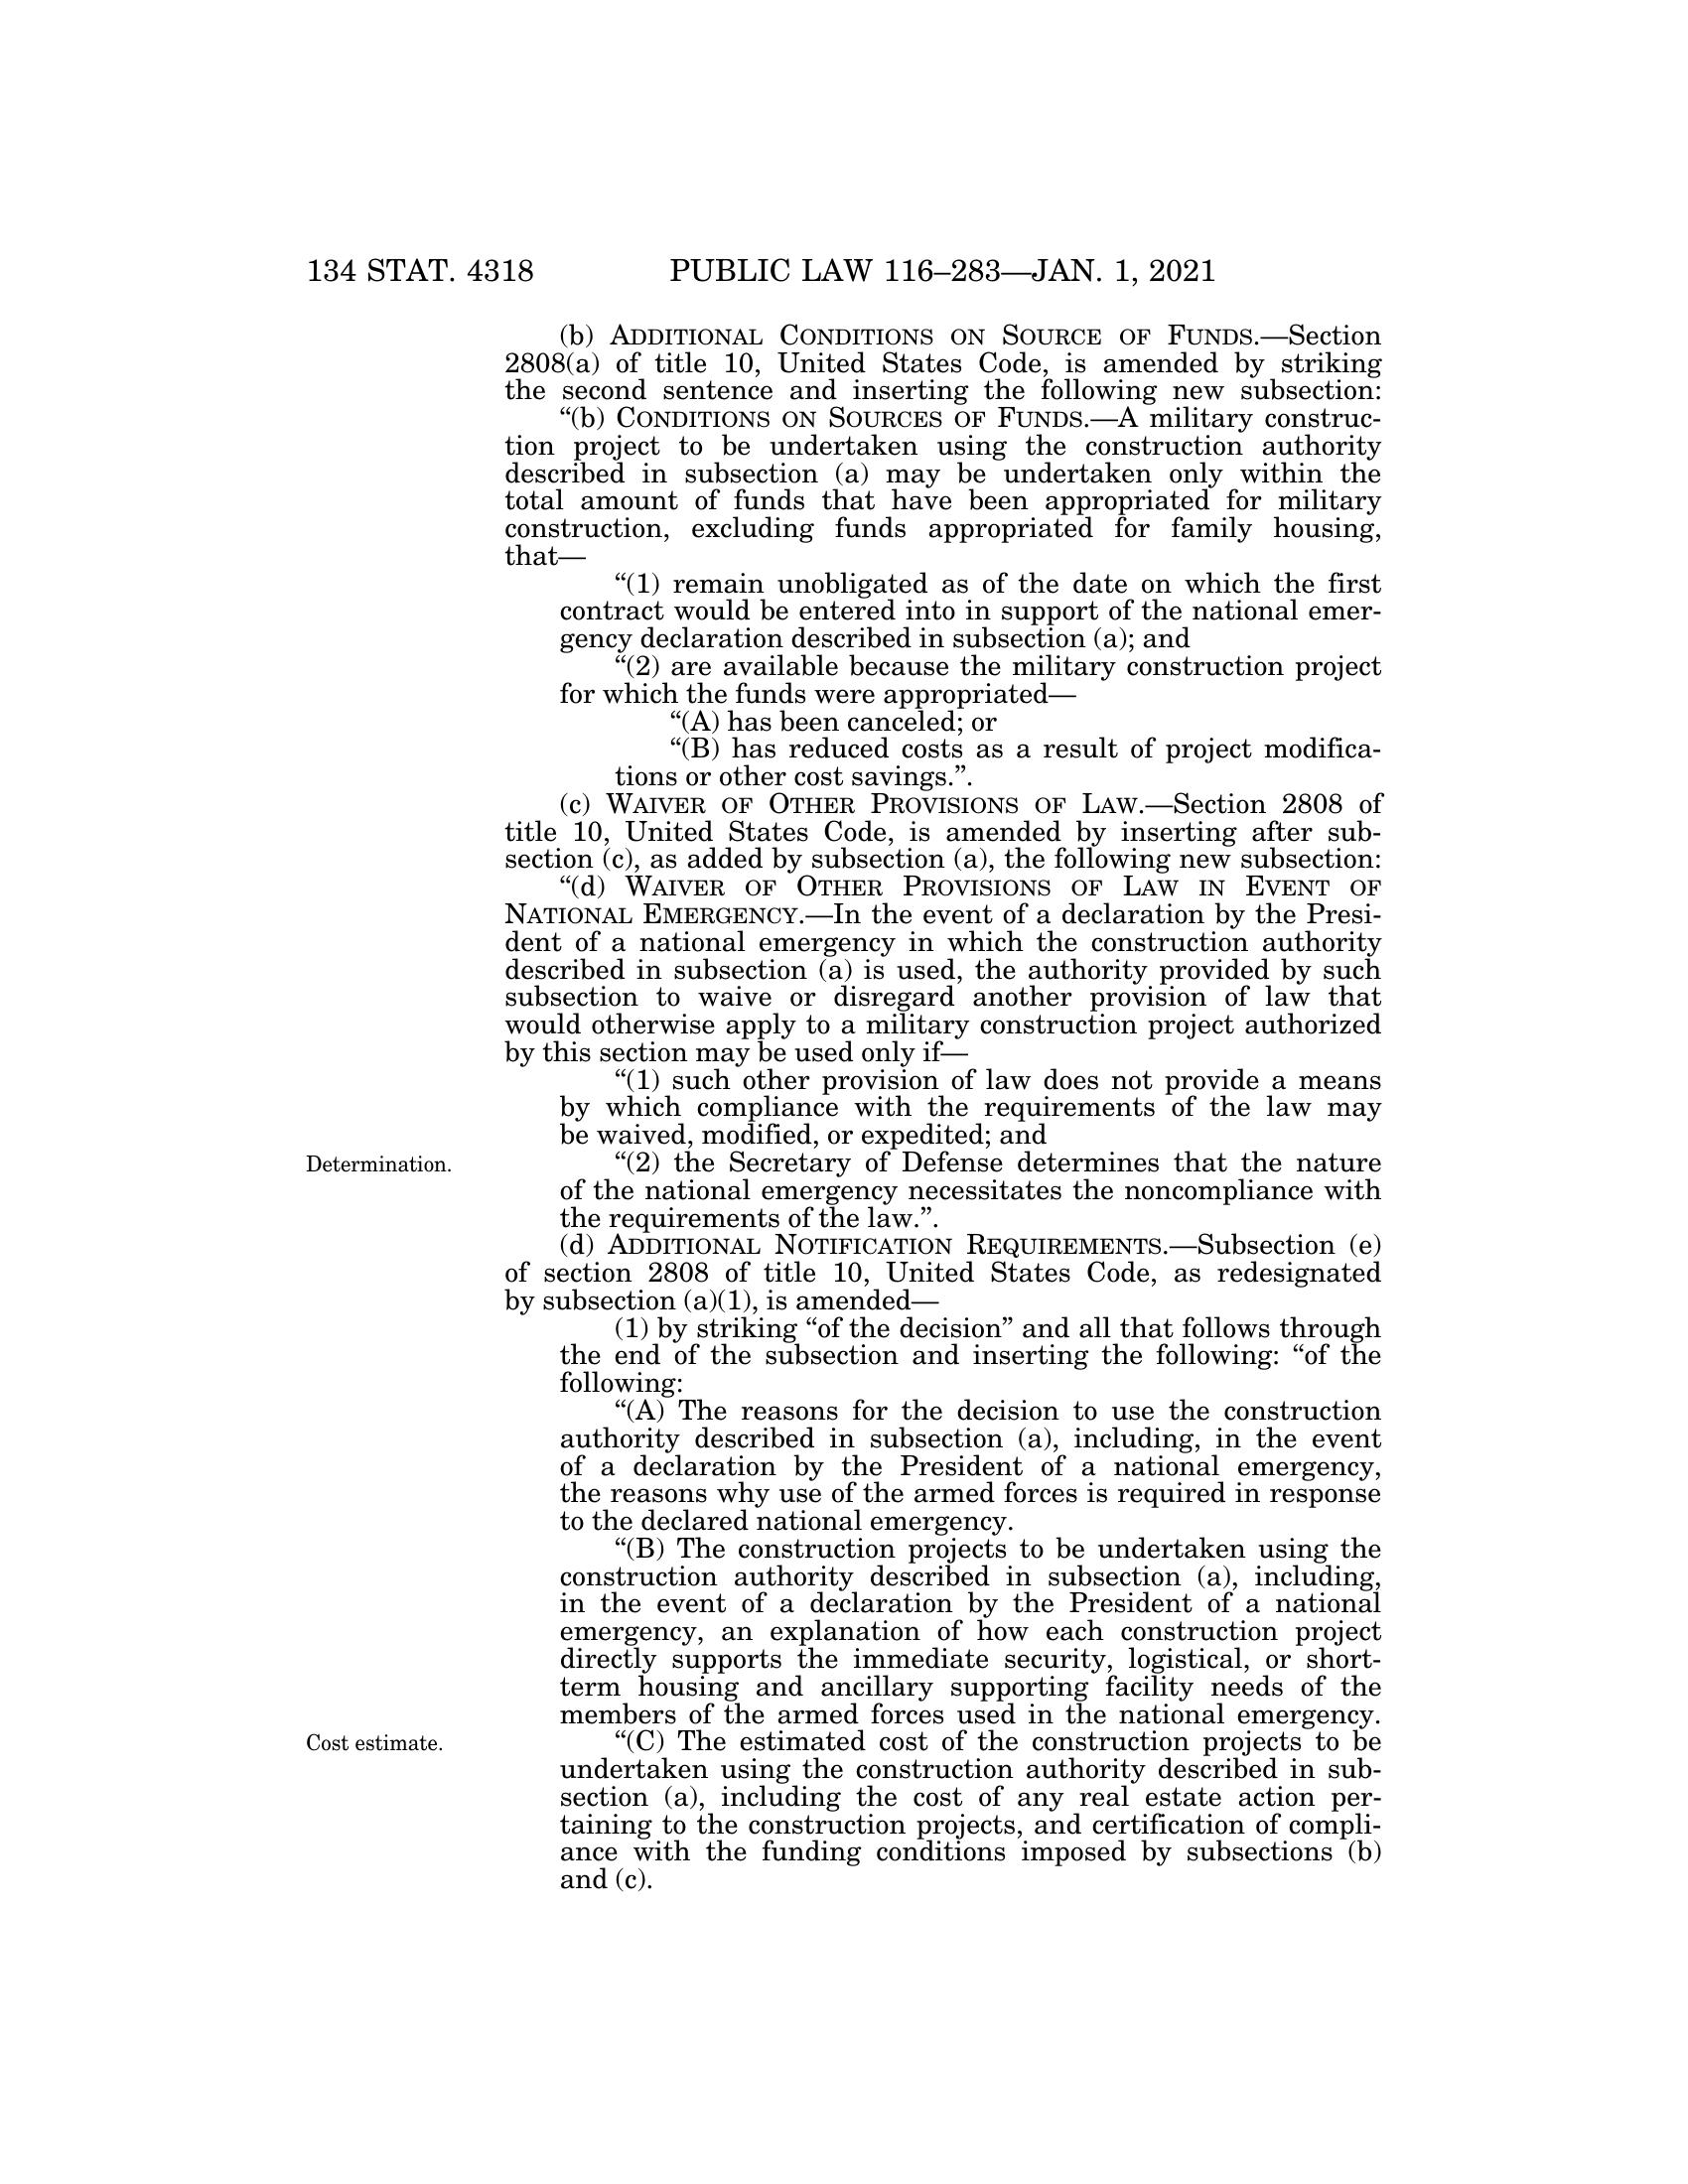 134 STAT. 4318 PUBLIC LAW 116–283—JAN. 1, 2021
(b) ADDITIONAL CONDITIONS ON SOURCE OF FUNDS.—Section
2808(a) of title 10, United States Code, is amended by striking
the second sentence and inserting the following new subsection:
“(b) CONDITIONS ON SOURCES OF FUNDS.—A military construc-
tion project to be undertaken using the construction authority
described in subsection (a) may be undertaken only within the
total amount of funds that have been appropriated for military
construction, excluding funds appropriated for family housing,
that—
“(1) remain unobligated as of the date on which the first
contract would be entered into in support of the national emer-
gency declaration described in subsection (a); and
“(2) are available because the military construction project
for which the funds were appropriated—
“(A) has been canceled; or
“(B) has reduced costs as a result of project modifica-
tions or other cost savings.”.
(c) WAIVER OF OTHER PROVISIONS OF LAW.—Section 2808 of
title 10, United States Code, is amended by inserting after sub-
section (c), as added by subsection (a), the following new subsection:
“(d) WAIVER OF OTHER PROVISIONS OF LAW IN EVENT OF
NATIONAL EMERGENCY.—In the event of a declaration by the Presi-
dent of a national emergency in which the construction authority
described in subsection (a) is used, the authority provided by such
subsection to waive or disregard another provision of law that
would otherwise apply to a military construction project authorized
by this section may be used only if—
“(1) such other provision of law does not provide a means
by which compliance with the requirements of the law may
be waived, modified, or expedited; and
Determination.
“(2) the Secretary of Defense determines that the nature
of the national emergency necessitates the noncompliance with
the requirements of the law.”.
(d) ADDITIONAL NOTIFICATION REQUIREMENTS.—Subsection (e)
of section 2808 of title 10, United States Code, as redesignated
by subsection (a)(1), is amended—
(1) by striking “of the decision” and all that follows through
the end of the subsection and inserting the following: “of the
following:
“(A) The reasons for the decision to use the construction
authority described in subsection (a), including, in the event
of a declaration by the President of a national emergency,
the reasons why use of the armed forces is required in response
to the declared national emergency.
“(B) The construction projects to be undertaken using the
construction authority described in subsection (a), including,
in the event of a declaration by the President of a national
emergency, an explanation of how each construction project
directly supports the immediate security, logistical, or short-
term housing and ancillary supporting facility needs of the
members of the armed forces used in the national emergency.
Cost estimate.
“(C) The estimated cost of the construction projects to be
undertaken using the construction authority described in sub-
section (a), including the cost of any real estate action per-
taining to the construction projects, and certification of compli-
ance with the funding conditions imposed by subsections (b)
and (c).